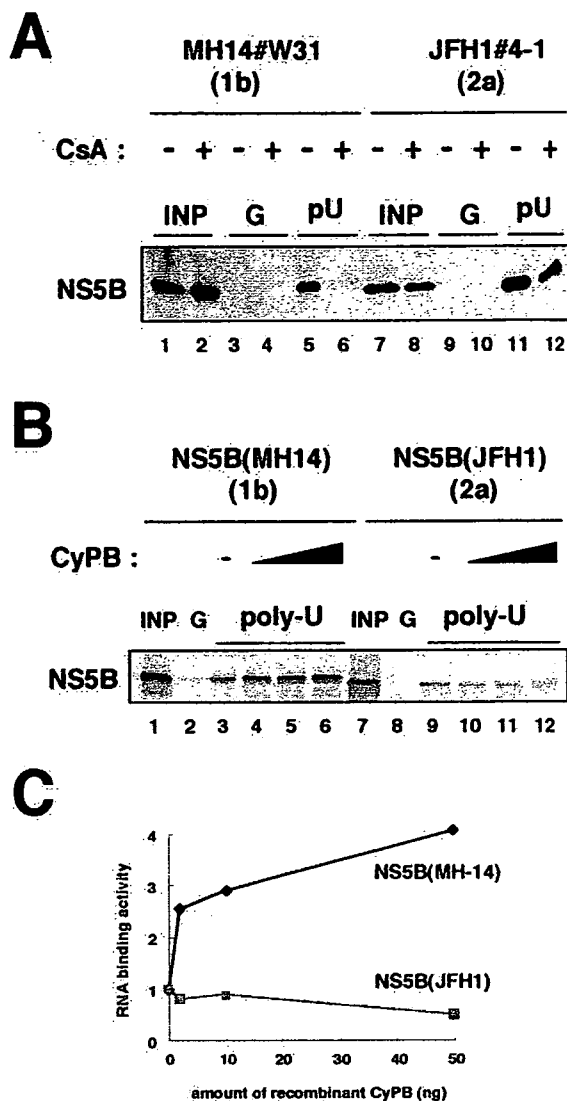 A
MH14#W31 JFH1#4-1
(1b) (2a)
CsA : - + - + - + - + - + - +
INP G pU INP G pU
NS5B
1 2 3 4 5 6 7 8 9 10 11 12
B
NS5B(MH14) NS5B(JFH1)
(1b) (2a)
CyPB : - -
INP G poly-U INP G poly-U
NS5B
1 2 3 4 5 6 7 8 9 10 11 12
C
4
3
2
1
0
RNA binding activity
NS5B(MH-14)
NS5B(JFH1)
0 10 20 30 40 50
amount of recombinant CyPB (ng)